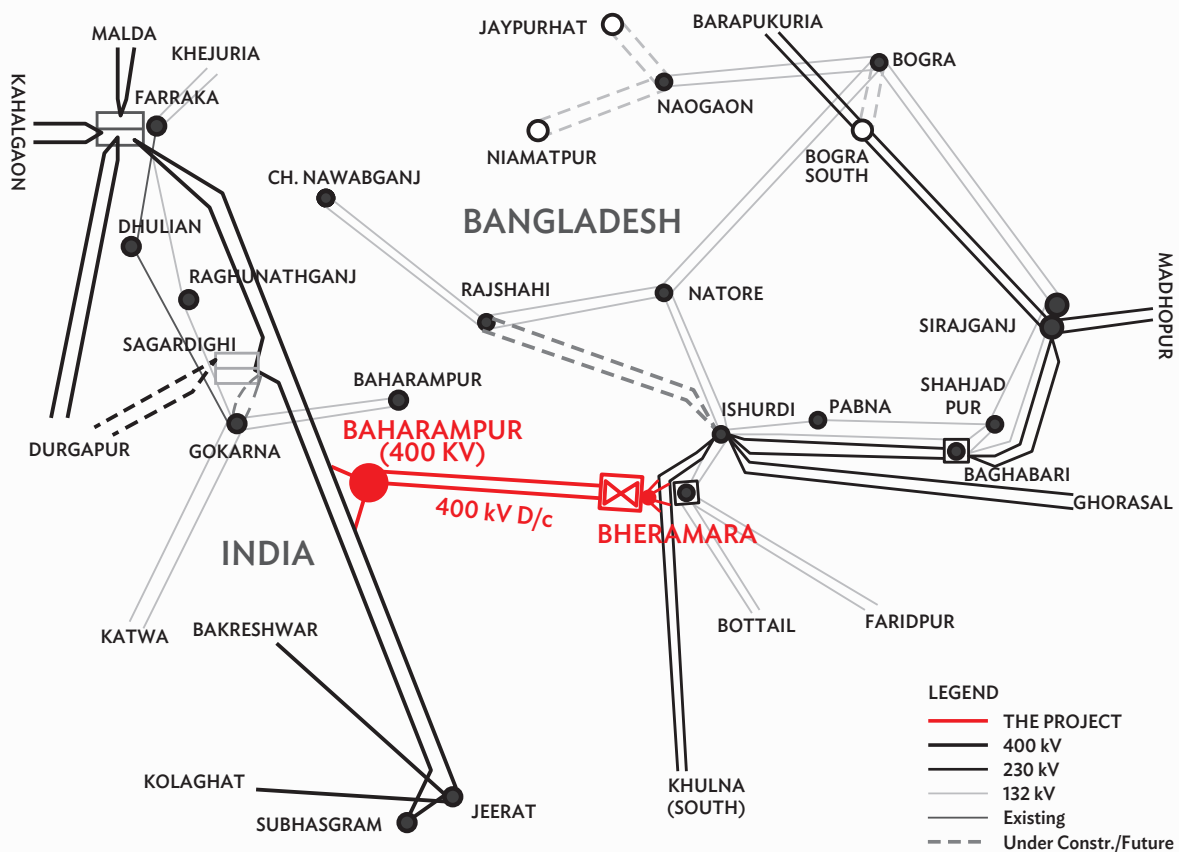 MALDA
KHEJURIA
FARRAKA
KAHALGAON
JAYPURHAT
BARAPUKURIA
BOGRA
NAOGAON
NIAMATPUR
BOGRA
SOUTH
CH. NAWABGANJ
BANGLADESH
DHULIAN
RAGHUNATHGANJ
RAJSHAHI
NATORE
SIRAJGANJ
MADHOPUR
SAGARDIGHI
BAHARAMPUR
SHAHJAD
PUR
ISHURDI
PABNA
DURGAPUR
GOKARNA
BAHARAMPUR
(400 KV)
BAGHABARI
GHORASAL
400 kV D/c
BHERAMARA
INDIA
KATWA
BAKRESHWAR
BOTTAIL
FARIDPUR
KOLAGHAT
SUBHASGRAM
JEERAT
KHULNA
(SOUTH)
LEGEND
THE PROJECT
400 kV
230 kV
132 kV
Existing
Under Constr./Future